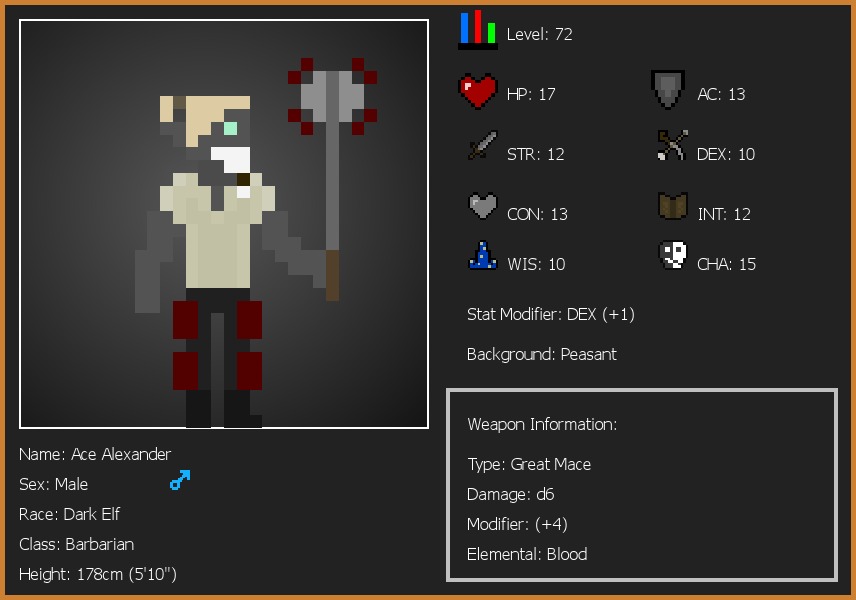 Level: 72
HP: 17
AC: 13
STR: 12
DEX: 10
CON: 13
INT: 12
WIS: 10
CHA: 15
Stat Modifier: DEX (+1)
Background: Peasant
Weapon Information:
Type: Great Mace
Damage: d6
Modifier: (+4)
Elemental: Blood
Name: Ace Alexander
Sex: Male
Race: Dark Elf
Class: Barbarian
Height: 178cm (5'10")